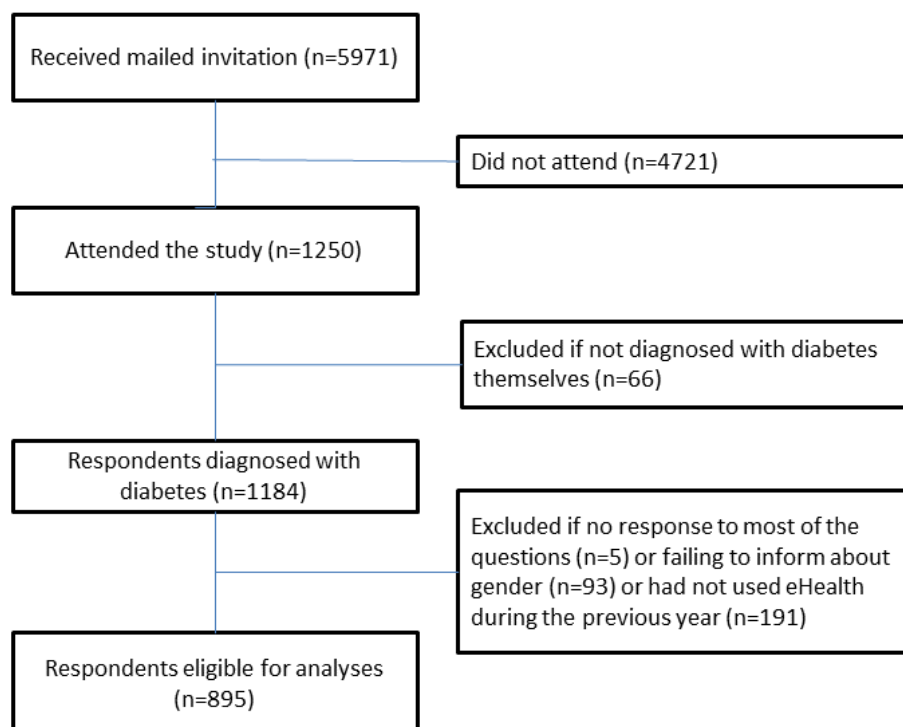 Received mailed invitation (n=5971)
Did not attend (n=4721)
Attended the study (n=1250)
Excluded if not diagnosed with diabetes
themselves (n=66)
Respondents diagnosed with
diabetes (n=1184)
Excluded if no response to most of the
questions (n=5) or failing to inform about
gender (n=93) or had not used eHealth
during the previous year (n=191)
Respondents eligible for analyses
(n=895)